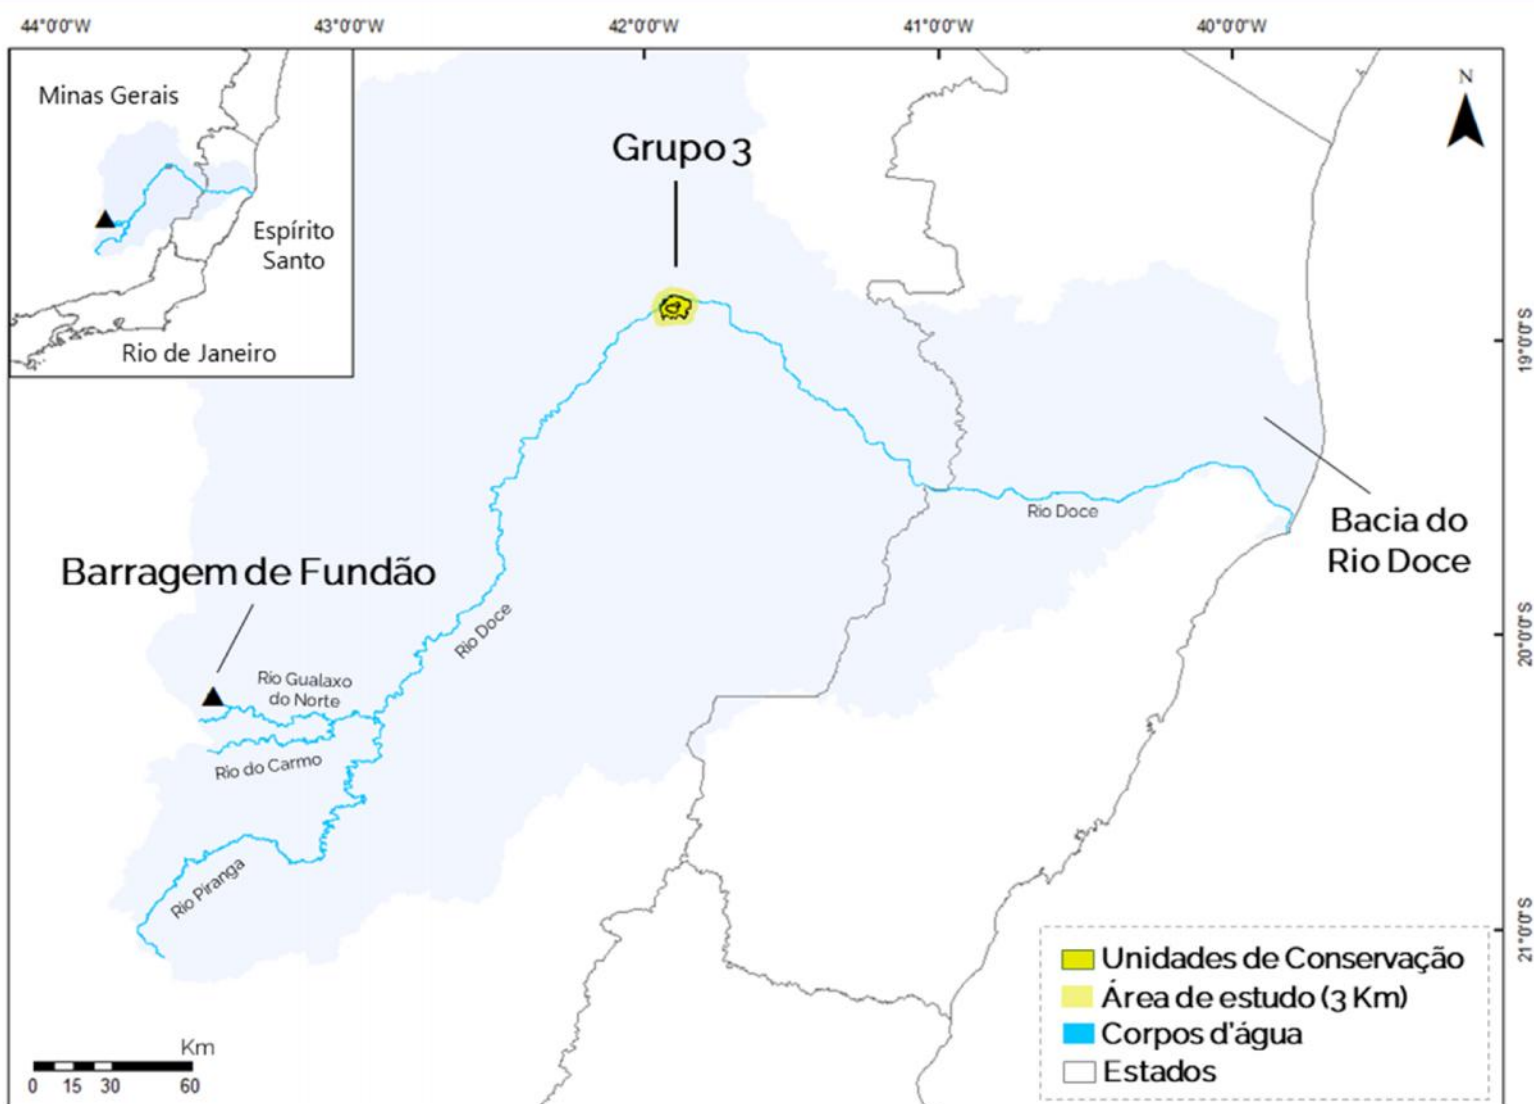 44°0'0"W
43°0'0"W
42°0'0"W
41°0'0"W
40°0'0"W
Minas Gerais
Espírito
Santo
Rio de Janeiro
N
Grupo 3
19°0'0"S
Rio Doce
Bacia do
Rio Doce
Barragem de Fundão
Rio Doce
20°0'0"S
Rio Gualaxo
do Norte
Rio do Carmo
Rio Piranga
21°0'0"S
Unidades de Conservação
Área de estudo (3 Km)
Corpos d'água
Estados
Km
0 15 30 60